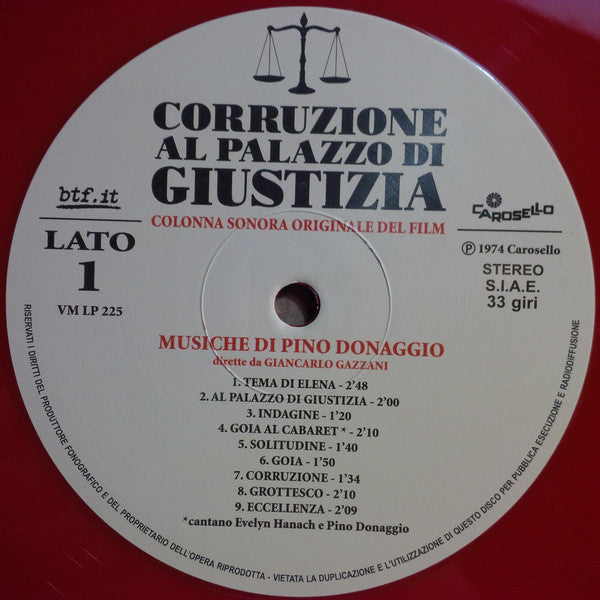 CORRUZIONE
AL PALAZZO DI
GIUSTIZIA
COLONNA SONORA ORIGINALE DEL FILM
btf.it
LATO
1
VM LP 225
CAROSELLO
℗ 1974 Carosello
STEREO
S.I.A.E.
33 giri
MUSICHE DI PINO DONAGGIO
dirette da GIANCARLO GAZZANI
1. TEMA DI ELENA - 2'48
2. AL PALAZZO DI GIUSTIZIA - 2'00
3. INDAGINE - 1'20
4. GOIA AL CABARET * - 2'10
5. SOLITUDINE - 1'40
6. GOIA - 1'50
7. CORRUZIONE - 1'34
8. GROTTESCO - 2'10
9. ECCELLENZA - 2'09
*cantano Evelyn Hanach e Pino Donaggio
RISERVATI I DIRITTI DEL PRODUTTORE FONOGRAFICO E DEL PROPRIETARIO DELL'OPERA RIPRODOTTA - VIETATA LA DUPLICAZIONE E L'UTILIZZAZIONE DI QUESTO DISCO PER PUBBLICA ESECUZIONE E RADIODIFFUSIONE